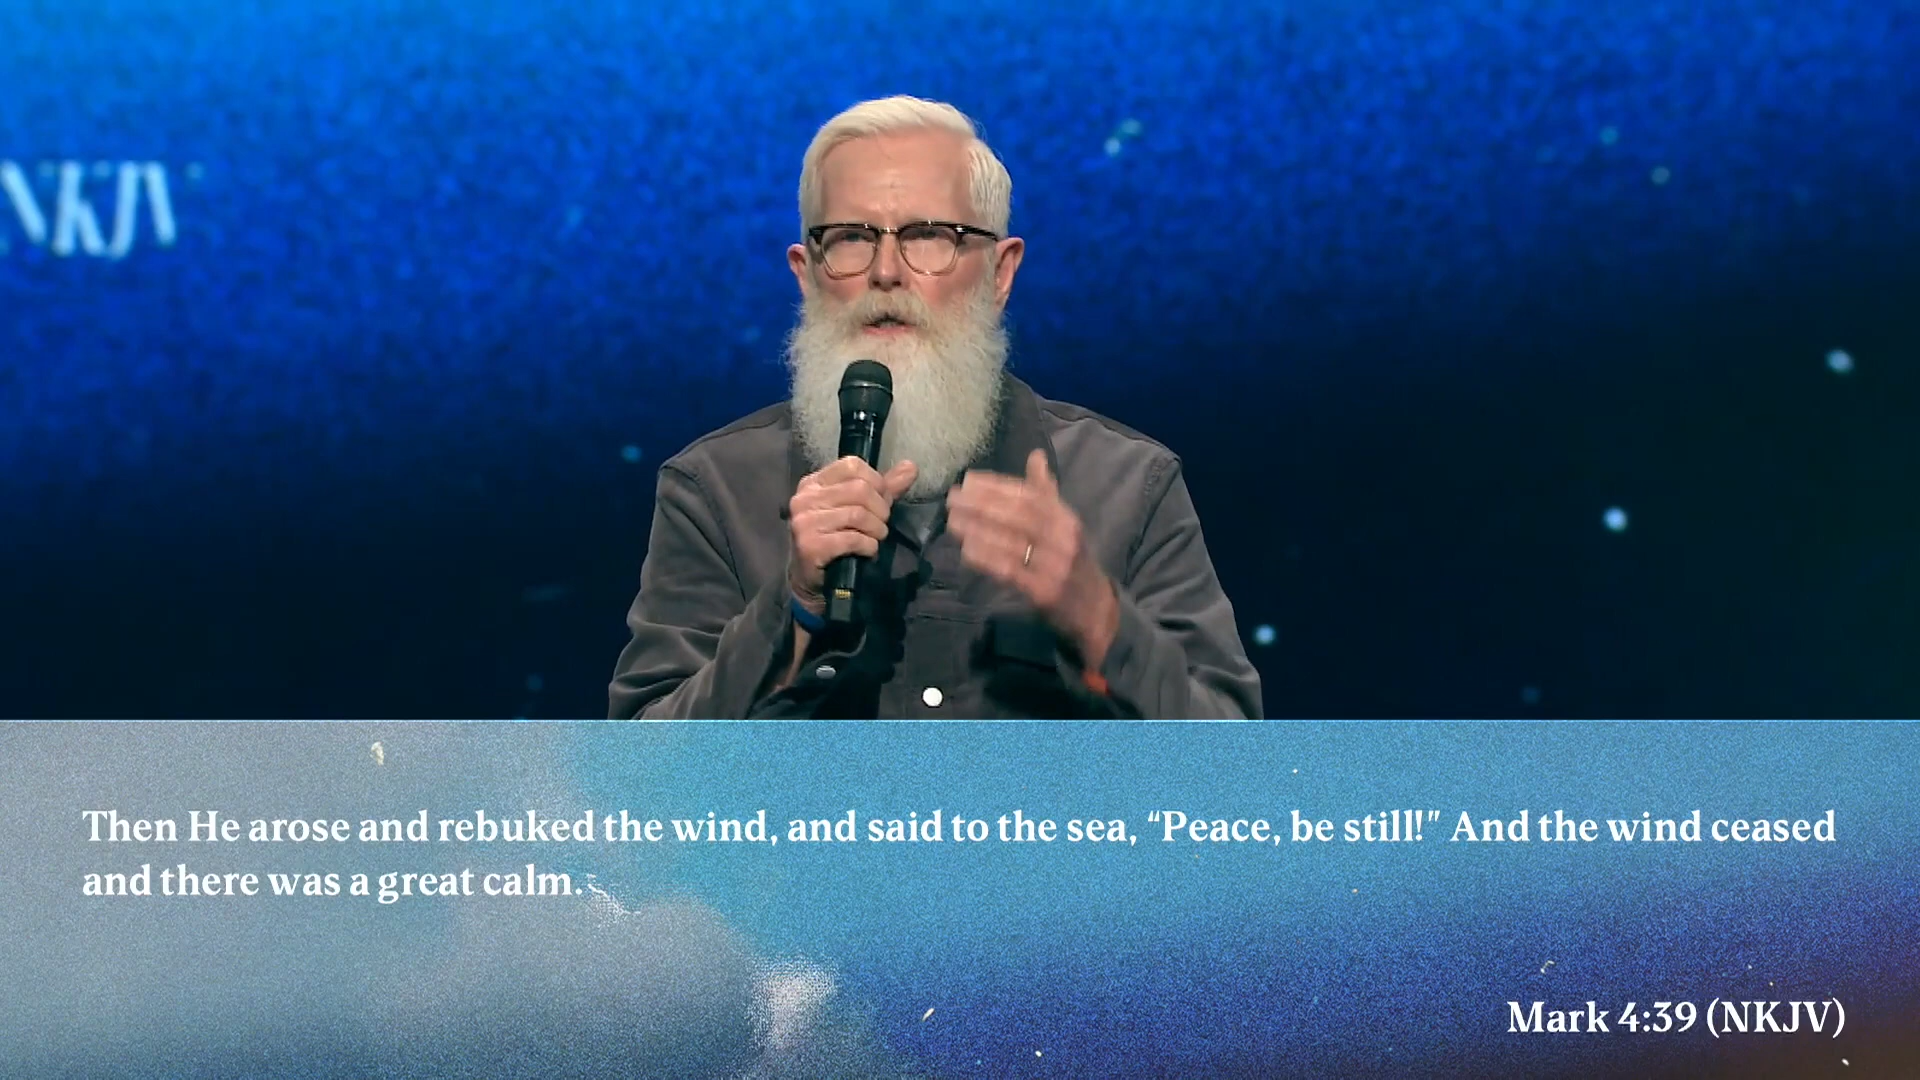 NKJV
Then He arose and rebuked the wind, and said to the sea, “Peace, be still!” And the wind ceased
and there was a great calm.
Mark 4:39 (NKJV)